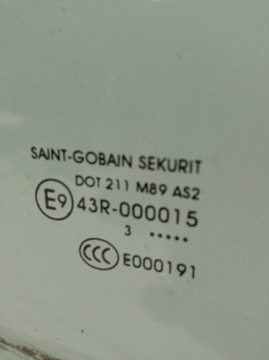 SAINT-GOBAIN SEKURIT
DOT 211 M89 AS2
E9 43R-000015
3 •••••
CCC E000191